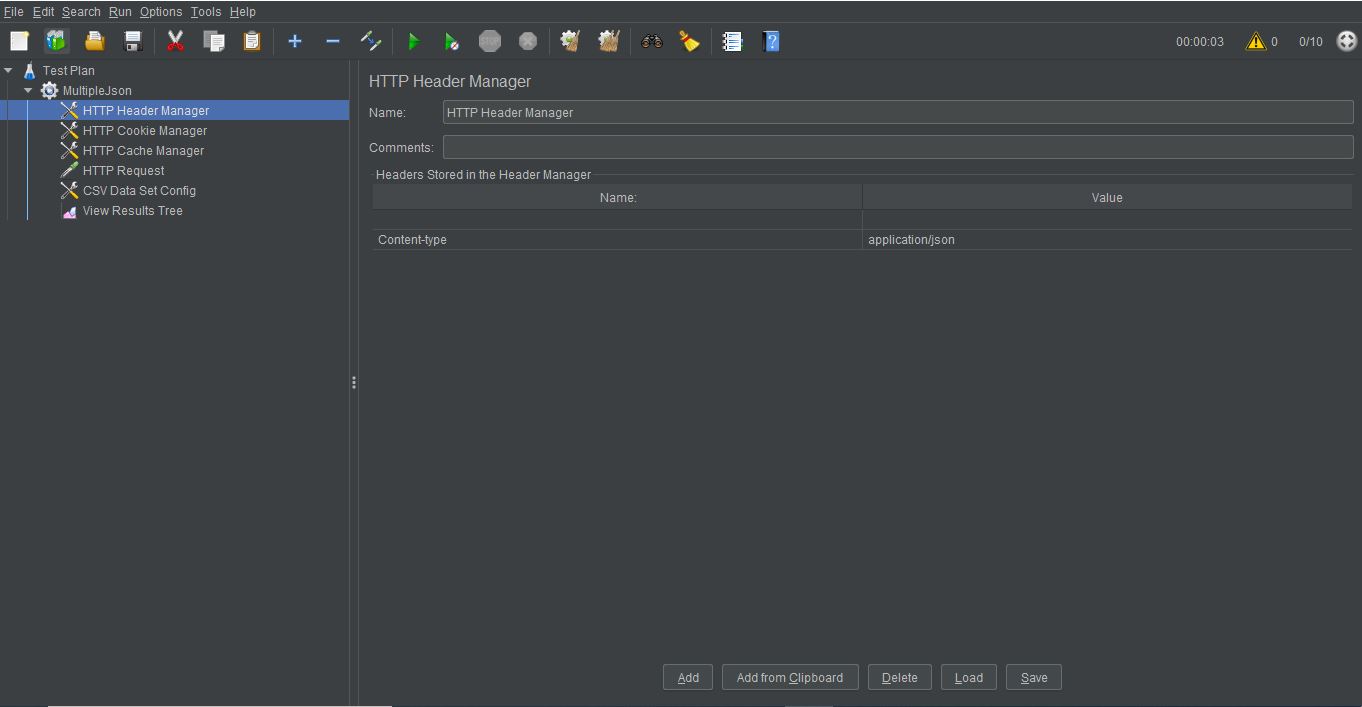 File Edit Search Run Options Tools Help
STOP 00:00:03 0 0/10
Test Plan
MultipleJson
HTTP Header Manager
HTTP Cookie Manager
HTTP Cache Manager
HTTP Request
CSV Data Set Config
View Results Tree
HTTP Header Manager
Name: HTTP Header Manager
Comments:
Headers Stored in the Header Manager
Name: Value
Content-type application/json
Add Add from Clipboard Delete Load Save